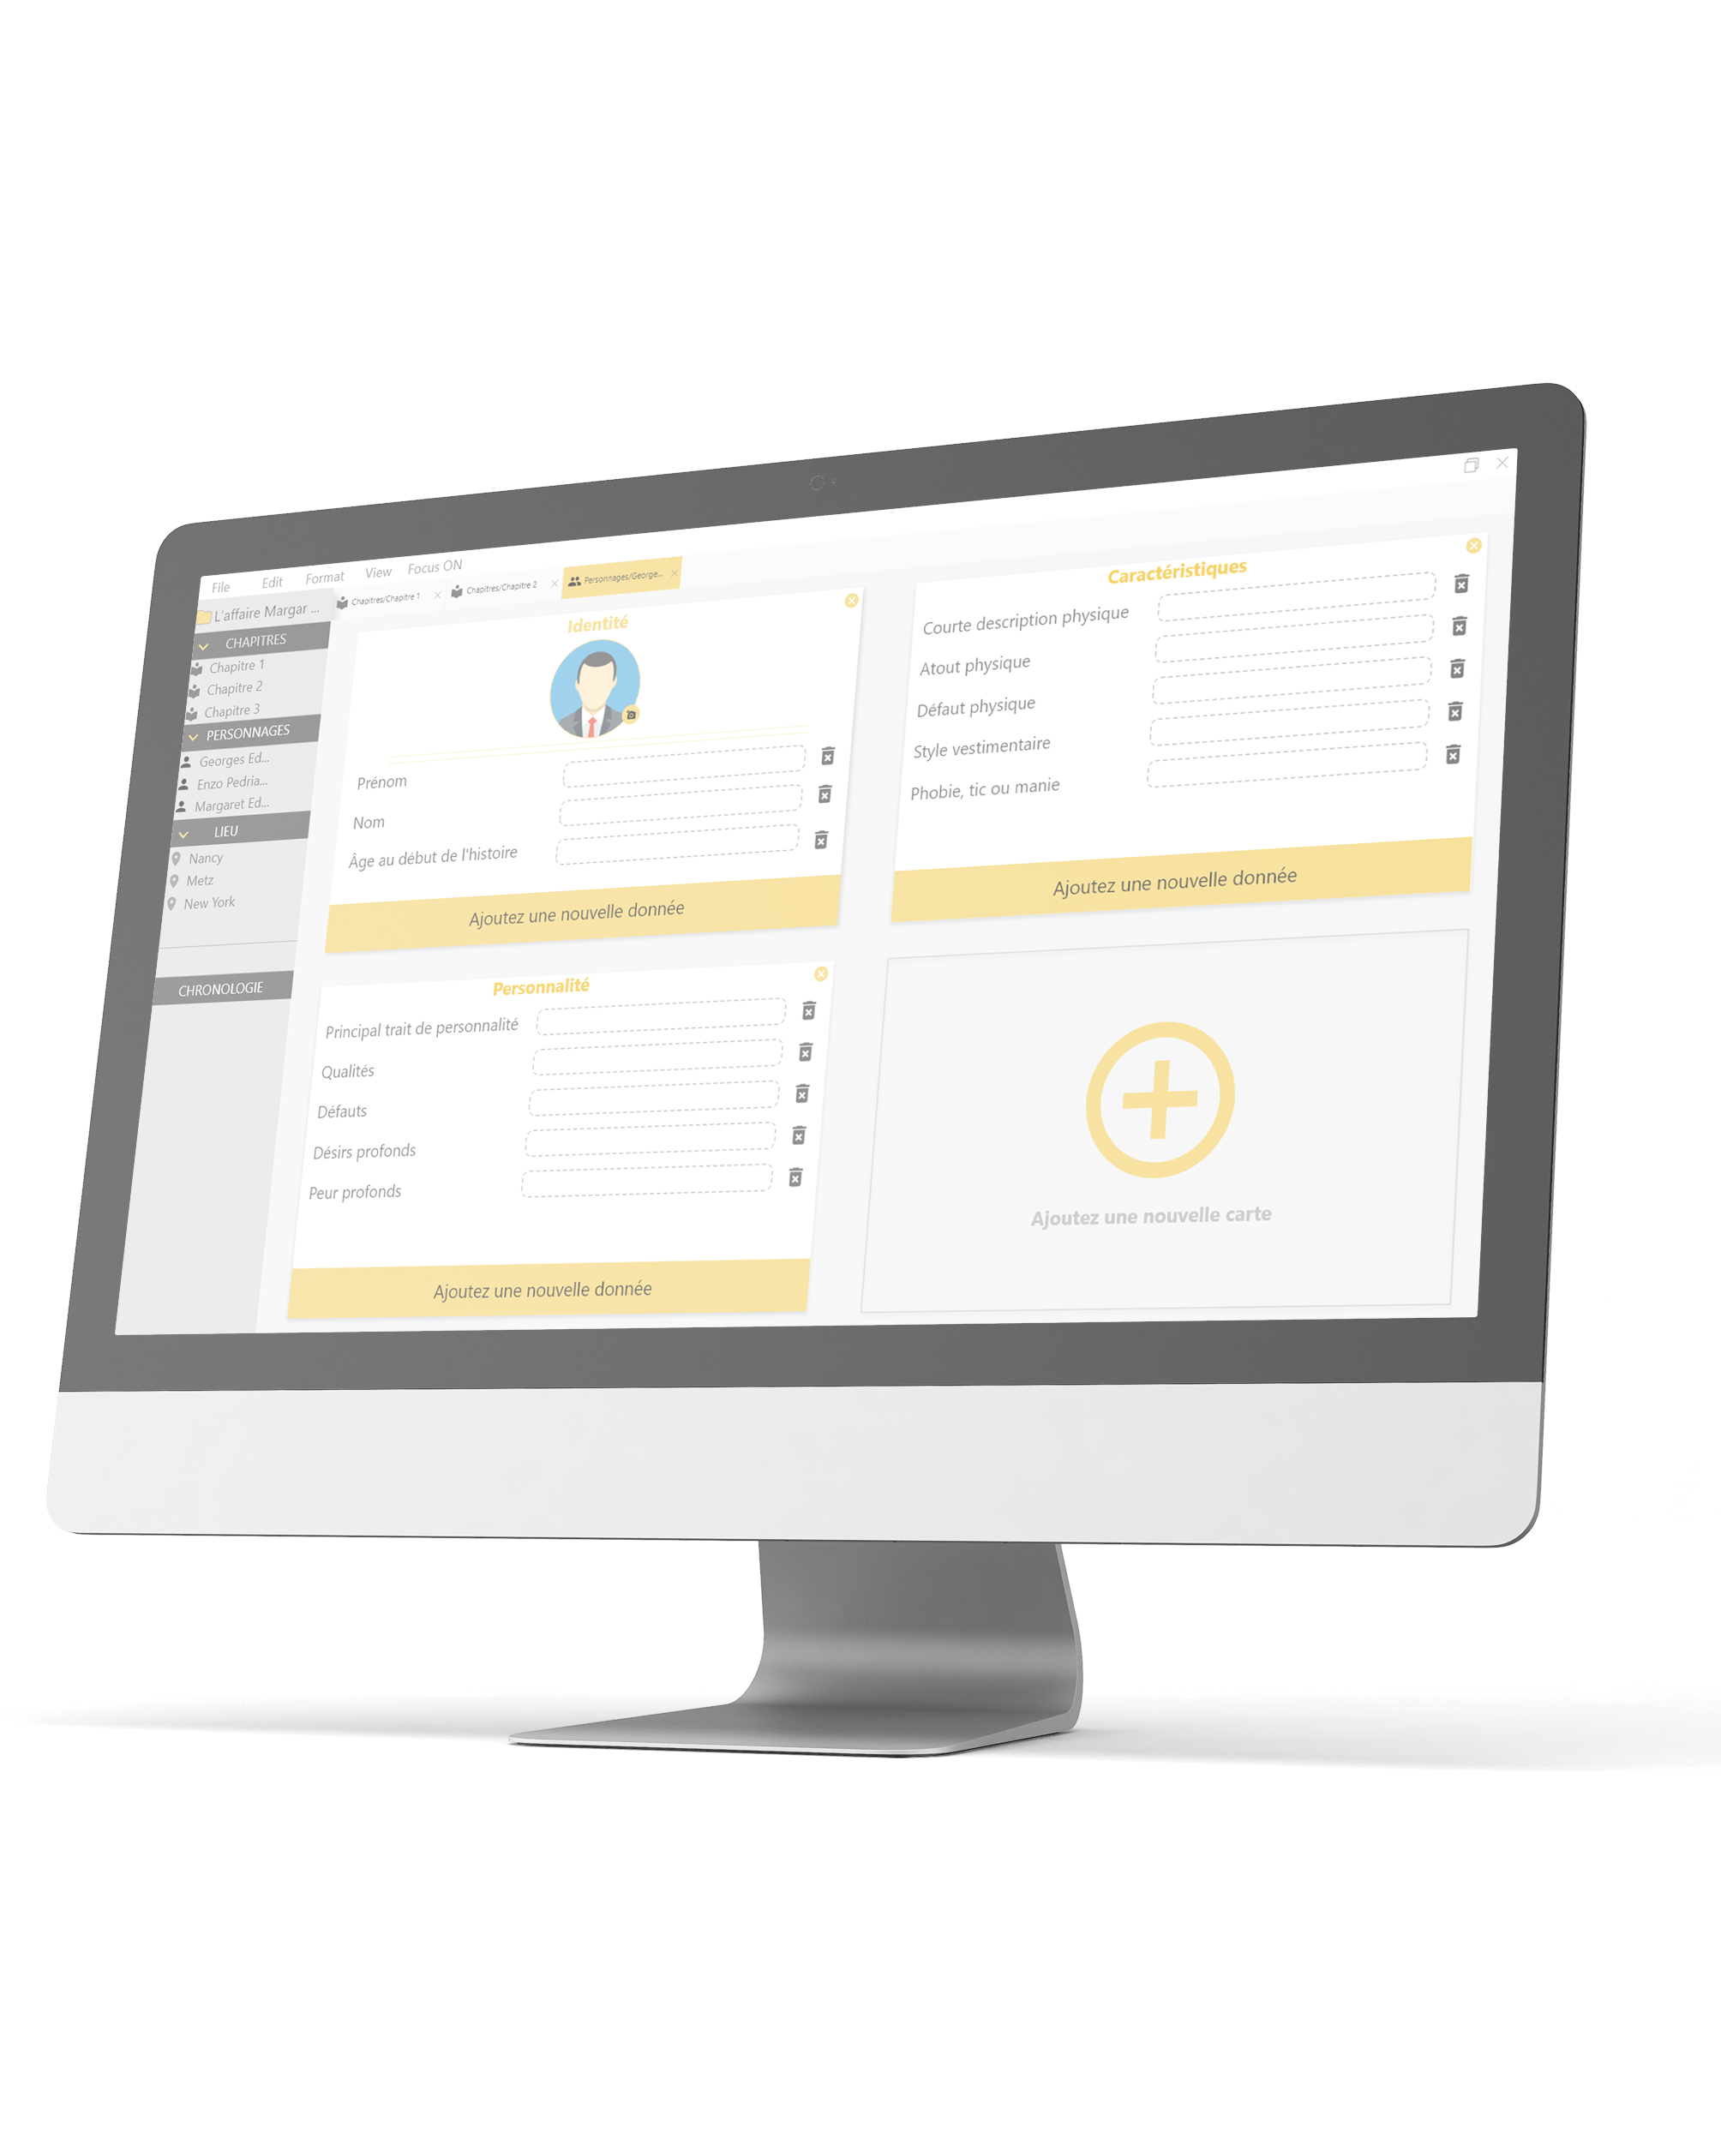 File Edit Format View Focus ON
L'affaire Margar ...
Chapitres/Chapitre 1
Chapitres/Chapitre 2
Personnages/George...
CHAPITRES
Chapitre 1
Chapitre 2
Chapitre 3
PERSONNAGES
Georges Ed...
Enzo Pedria...
Margaret Ed...
LIEU
Nancy
Metz
New York
CHRONOLOGIE
Identité
Prénom
Nom
Âge au début de l'histoire
Ajoutez une nouvelle donnée
Caractéristiques
Courte description physique
Atout physique
Défaut physique
Style vestimentaire
Phobie, tic ou manie
Ajoutez une nouvelle donnée
Personnalité
Principal trait de personnalité
Qualités
Défauts
Désirs profonds
Peur profonds
Ajoutez une nouvelle donnée
Ajoutez une nouvelle carte